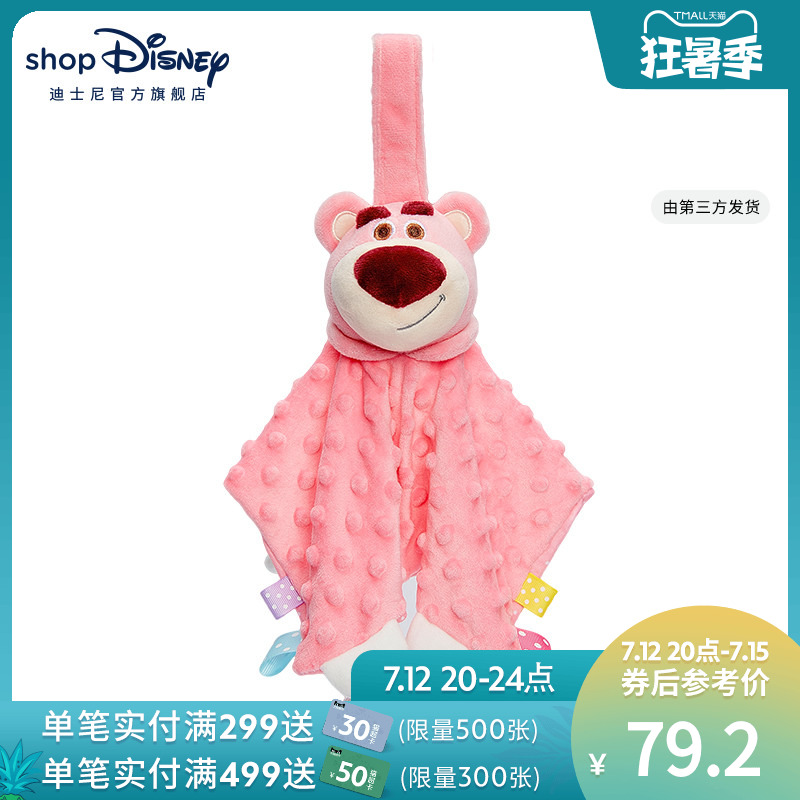 shop Disney
迪士尼官方旗舰店
TMALL天猫
狂暑季
由第三方发货
7.12 20-24点
单笔实付满299送
¥30
(限量500张)
单笔实付满499送
¥50
(限量300张)
7.12 20点-7.15
券后参考价
¥ 79.2